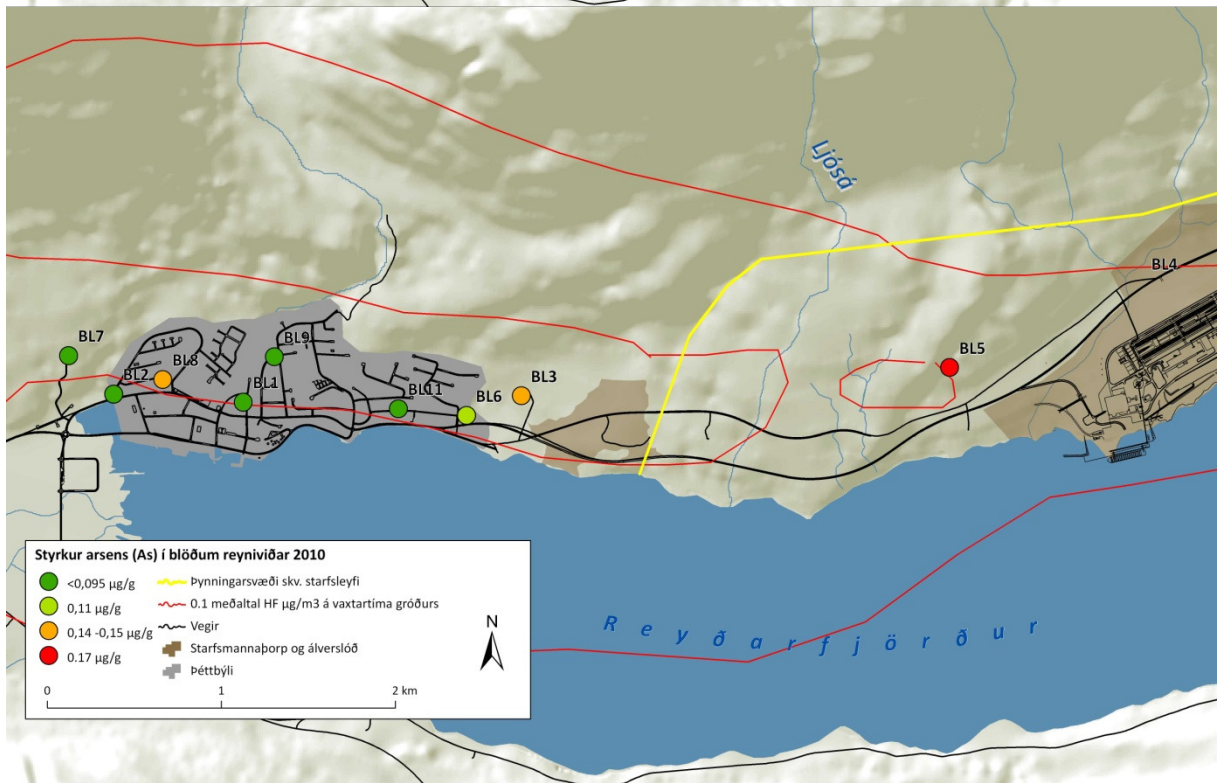 Ljósá
BL4
BL7
BL9
BL5
BL2
BL8
BL1
BL3
BL11
BL6
Styrkur arsens (As) í blöðum reyniviðar 2010
<0,095 µg/g
0,11 µg/g
0,14 -0,15 µg/g
0.17 µg/g
Þynningarsvæði skv. starfsleyfi
0.1 meðaltal HF µg/m3 á vaxtartíma gróðurs
Vegir
Starfsmannaþorp og álverslóð
Þéttbýli
0 1 2 km
N
Reyðarfjörður